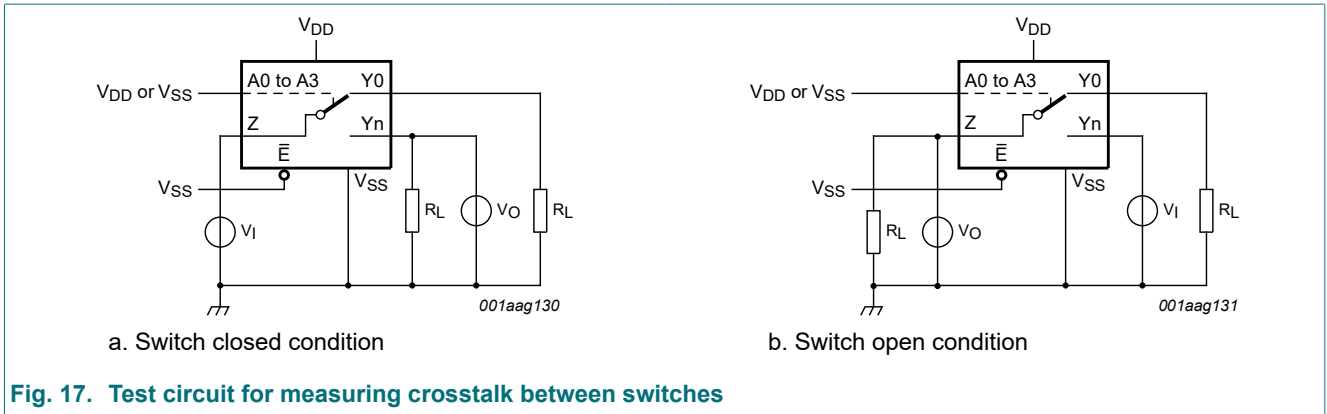 VDD
A0 to A3
Y0
VDD or VSS
Z
Yn
E̅
VSS
VSS
VI
RL
VO
RL
001aag130
a. Switch closed condition
VDD
A0 to A3
Y0
VDD or VSS
Z
Yn
E̅
VSS
VSS
RL
VO
VI
RL
001aag131
b. Switch open condition
Fig. 17. Test circuit for measuring crosstalk between switches